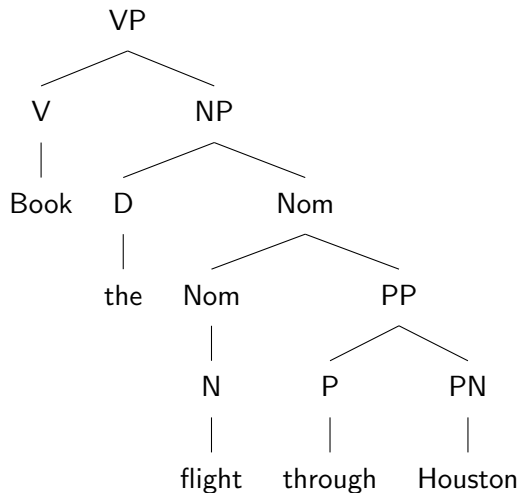 VP
V NP
Book D Nom
the Nom PP
N P PN
flight through Houston